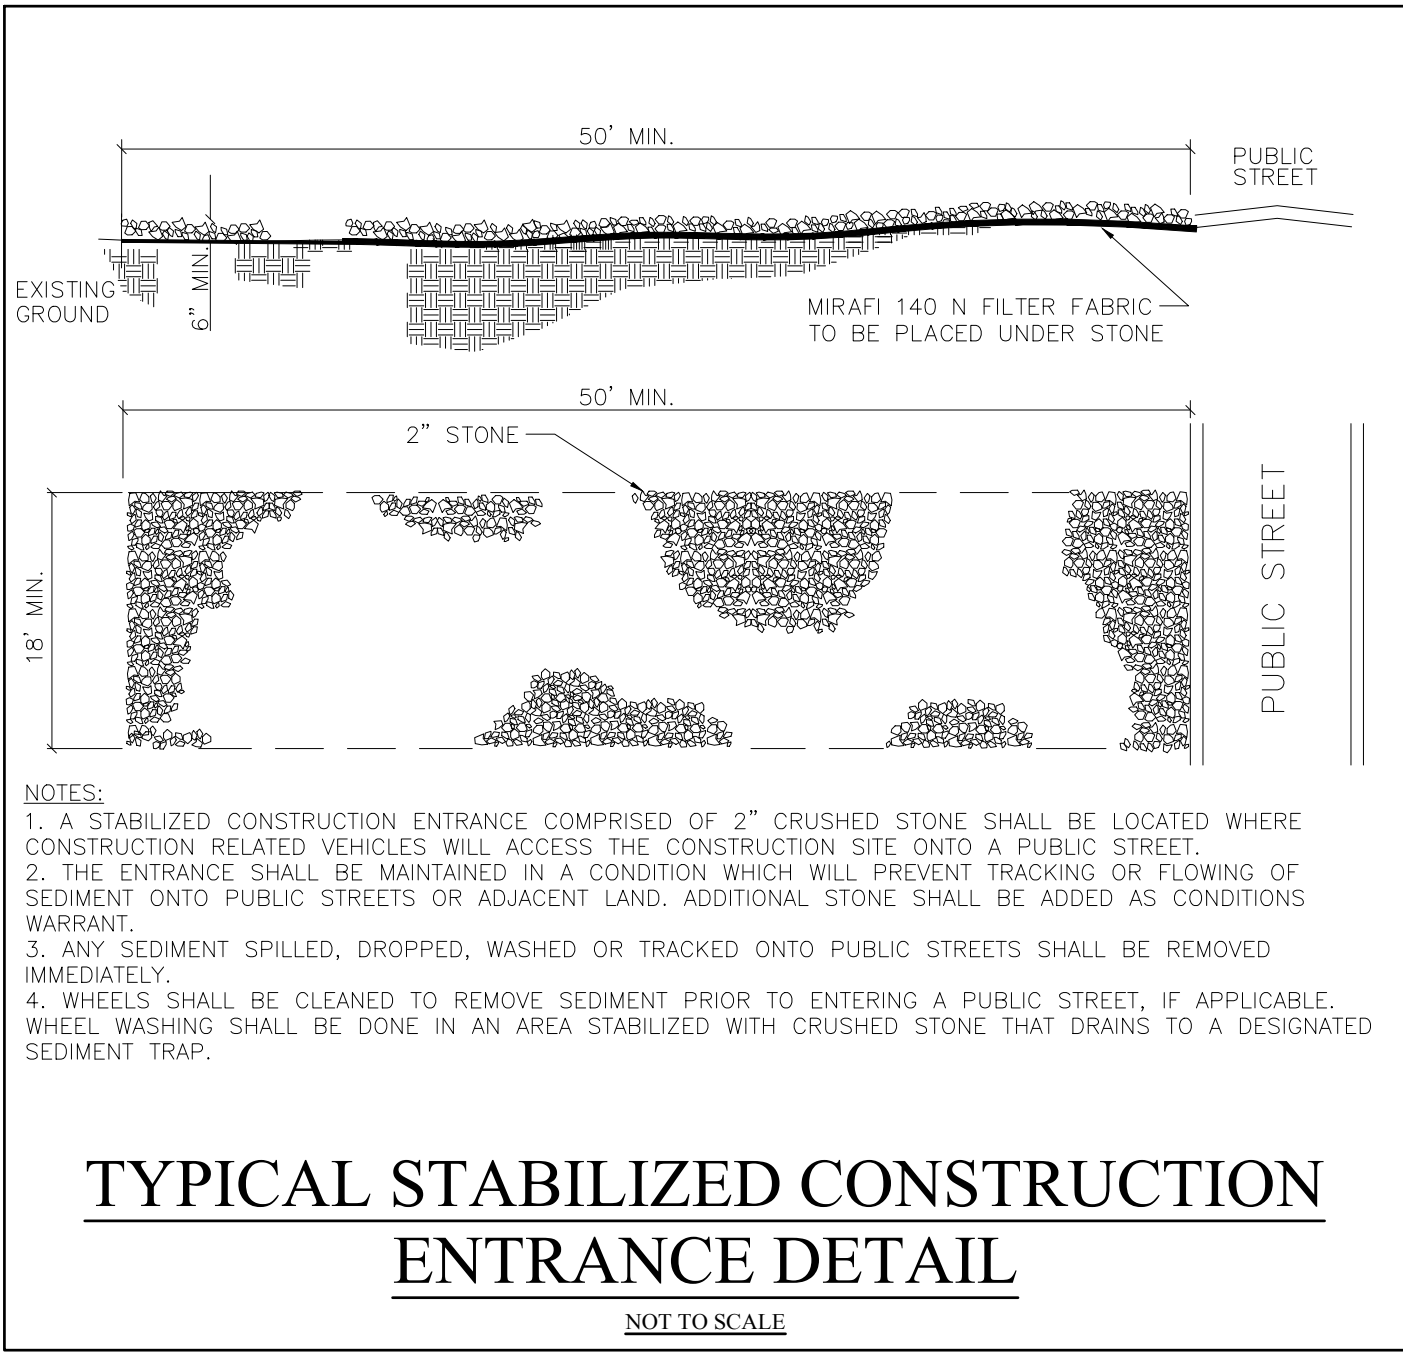 50' MIN.
PUBLIC
STREET
EXISTING
GROUND
6” MIN.
MIRAFI 140 N FILTER FABRIC
TO BE PLACED UNDER STONE
50' MIN.
2” STONE
18' MIN.
PUBLIC STREET
NOTES:
1. A STABILIZED CONSTRUCTION ENTRANCE COMPRISED OF 2” CRUSHED STONE SHALL BE LOCATED WHERE
CONSTRUCTION RELATED VEHICLES WILL ACCESS THE CONSTRUCTION SITE ONTO A PUBLIC STREET.
2. THE ENTRANCE SHALL BE MAINTAINED IN A CONDITION WHICH WILL PREVENT TRACKING OR FLOWING OF
SEDIMENT ONTO PUBLIC STREETS OR ADJACENT LAND. ADDITIONAL STONE SHALL BE ADDED AS CONDITIONS
WARRANT.
3. ANY SEDIMENT SPILLED, DROPPED, WASHED OR TRACKED ONTO PUBLIC STREETS SHALL BE REMOVED
IMMEDIATELY.
4. WHEELS SHALL BE CLEANED TO REMOVE SEDIMENT PRIOR TO ENTERING A PUBLIC STREET, IF APPLICABLE.
WHEEL WASHING SHALL BE DONE IN AN AREA STABILIZED WITH CRUSHED STONE THAT DRAINS TO A DESIGNATED
SEDIMENT TRAP.
TYPICAL STABILIZED CONSTRUCTION
ENTRANCE DETAIL
NOT TO SCALE